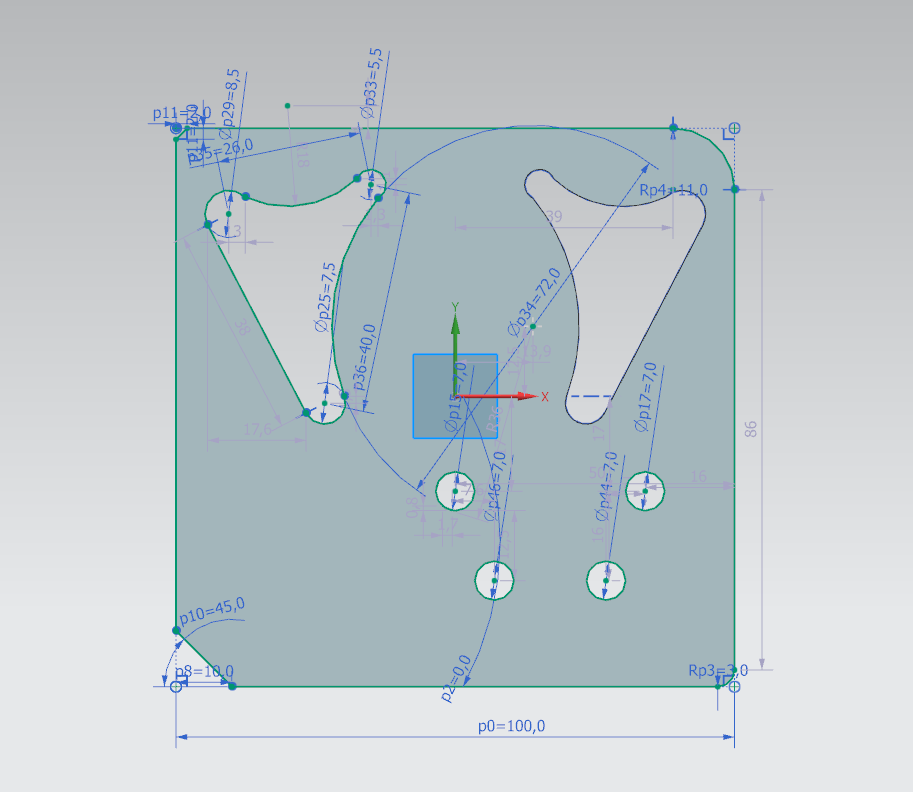 Øp33=5,5
Øp29=8,5
p11=2,0
=26,0
81
Rp4=11,0
39
Øp25=7,5
Øp34=72,0
p36=40,0
Y
X
Øp17=7,0
86
17,6
16
Øp46=7,0
Øp44=7,0
p10=45,0
p8=10,0
Rp3=3,0
p2=0,0
p0=100,0